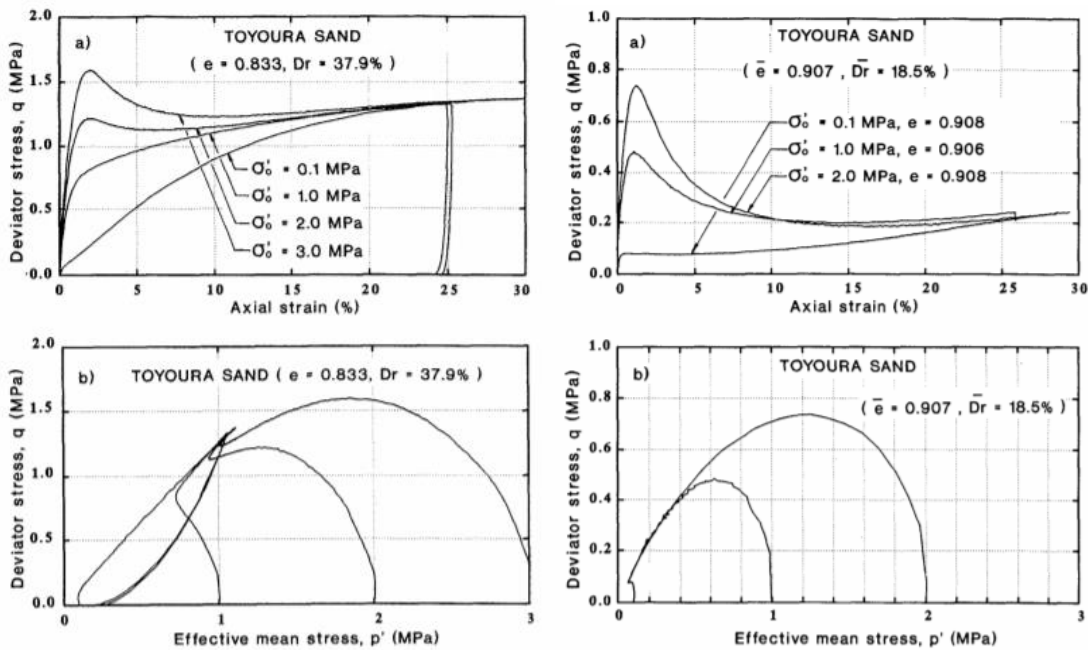 Deviator stress, q (MPa)
2.0
1.5
1.0
0.5
0.0
a)
TOYOURA SAND
( e = 0.833, Dr = 37.9% )
σ₀' = 0.1 MPa
σ₀' = 1.0 MPa
σ₀' = 2.0 MPa
σ₀' = 3.0 MPa
0 5 10 15 20 25 30
Axial strain (%)
Deviator stress, q (MPa)
1.0
0.8
0.6
0.4
0.2
0.0
a)
TOYOURA SAND
( e̅ = 0.907 , D̅r = 18.5% )
σ₀' = 0.1 MPa, e = 0.908
σ₀' = 1.0 MPa, e = 0.906
σ₀' = 2.0 MPa, e = 0.908
0 5 10 15 20 25 30
Axial strain (%)
Deviator stress, q (MPa)
2.0
1.5
1.0
0.5
0.0
b)
TOYOURA SAND ( e = 0.833, Dr = 37.9% )
1 2 3
Effective mean stress, p' (MPa)
Deviator stress, q (MPa)
1.0
0.8
0.6
0.4
0.2
0.0
b)
TOYOURA SAND
( e̅ = 0.907 , D̅r = 18.5% )
0 1 2 3
Effective mean stress, p' (MPa)